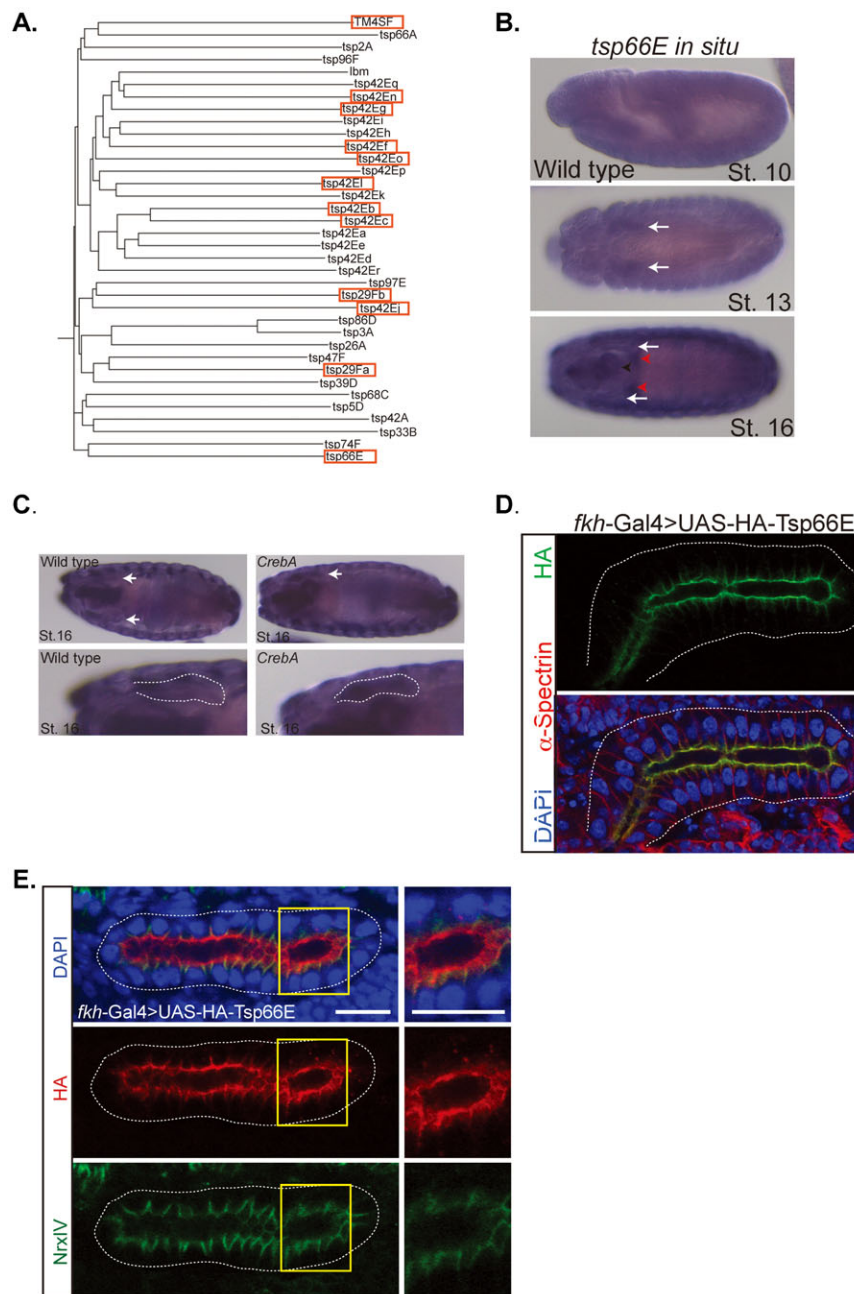 A.
TM4SF
tsp66A
tsp2A
tsp96F
lbm
tsp42Eq
tsp42En
tsp42Eg
tsp42Ei
tsp42Eh
tsp42Ef
tsp42Eo
tsp42Ep
tsp42El
tsp42Ek
tsp42Eb
tsp42Ec
tsp42Ea
tsp42Ee
tsp42Ed
tsp42Er
tsp97E
tsp29Fb
tsp42Ej
tsp86D
tsp3A
tsp26A
tsp47F
tsp29Fa
tsp39D
tsp68C
tsp5D
tsp42A
tsp33B
tsp74F
tsp66E
B.
tsp66E in situ
Wild type
St. 10
St. 13
St. 16
C.
Wild type
St.16
CrebA
St.16
Wild type
St. 16
CrebA
St. 16
D.
fkh-Gal4>UAS-HA-Tsp66E
HA
α-Spectrin
DAPi
E.
DAPI
fkh-Gal4>UAS-HA-Tsp66E
HA
NrxIV